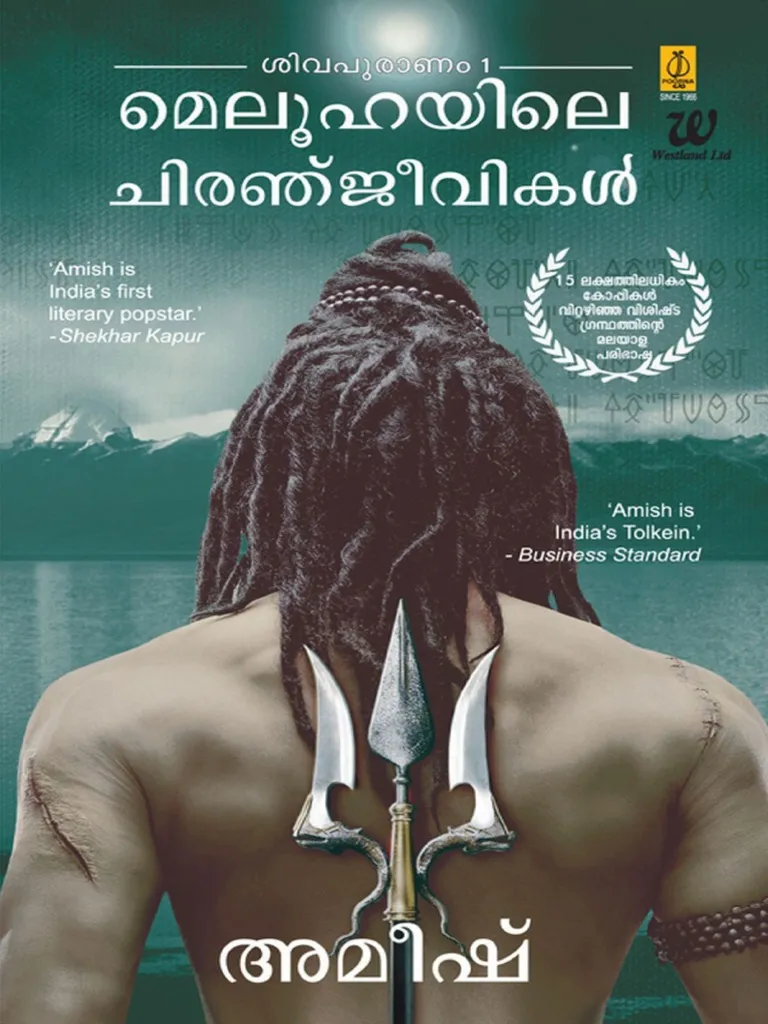 ശിവപുരാണം 1
മെലൂഹയിലെ
ചിരഞ്ജീവികൾ
POORNA
SINCE 1966
W
Westland Ltd
'Amish is
India's first
literary popstar.'
- Shekhar Kapur
15 ലക്ഷത്തിലധികം
കോപ്പികൾ
വിറ്റഴിഞ്ഞ വിശിഷ്ട
ഗ്രന്ഥത്തിന്റെ
മലയാള
പരിഭാഷ
'Amish is
India's Tolkein.'
- Business Standard
അമീഷ്